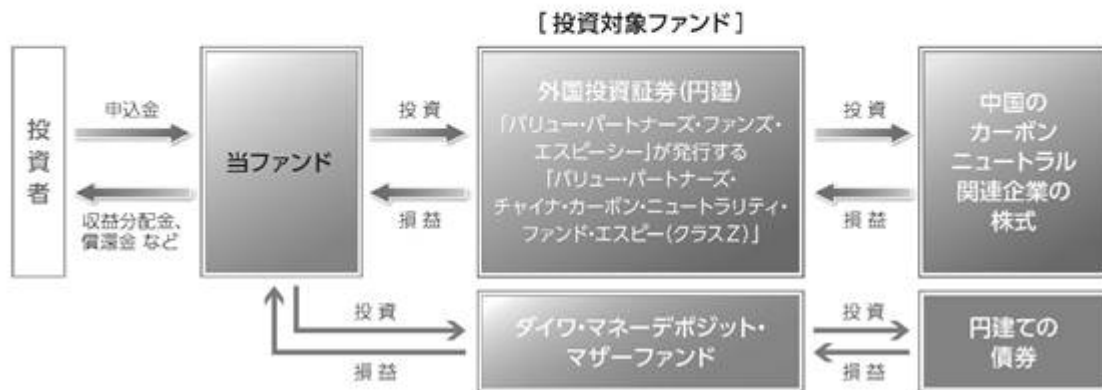 [投資対象ファンド]
投資者
申込金
収益分配金、
償還金 など
当ファンド
投 資
損 益
外国投資証券(円建)
「バリュー・パートナーズ・ファンズ・
エスピーシー」が発行する
「バリュー・パートナーズ・
チャイナ・カーボン・ニュートラリティ・
ファンド・エスピー(クラスZ)」
投 資
損 益
中国の
カーボン
ニュートラル
関連企業の
株式
投 資
損 益
ダイワ・マネーデポジット・
マザーファンド
投 資
損 益
円建ての
債券